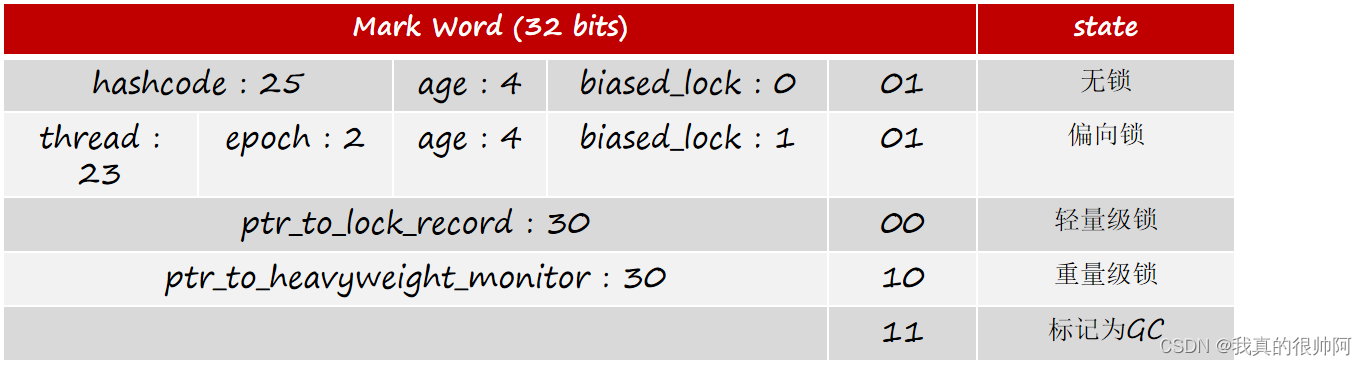 Mark Word (32 bits) state
hashcode : 25 age : 4 biased_lock : 0 01 无锁
thread : 23 epoch : 2 age : 4 biased_lock : 1 01 偏向锁
ptr_to_lock_record : 30 00 轻量级锁
ptr_to_heavyweight_monitor : 30 10 重量级锁
11 标记为GC
CSDN @我真的很帅阿